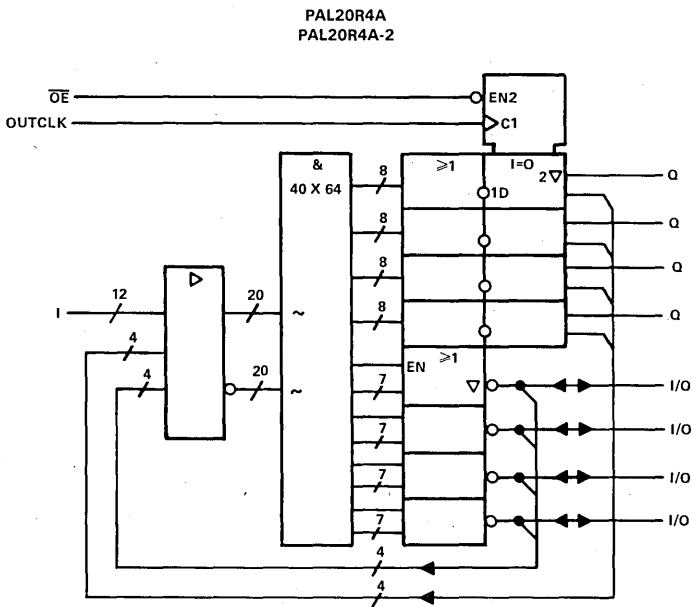 PAL20R4A
PAL20R4A-2
OE
EN2
OUTCLK
C1
&
40 X 64
8
≥1
I=O
2
Q
1D
8
Q
8
Q
8
Q
I
12
20
~
4
4
20
~
EN
≥1
7
I/O
7
I/O
7
I/O
7
I/O
4
4